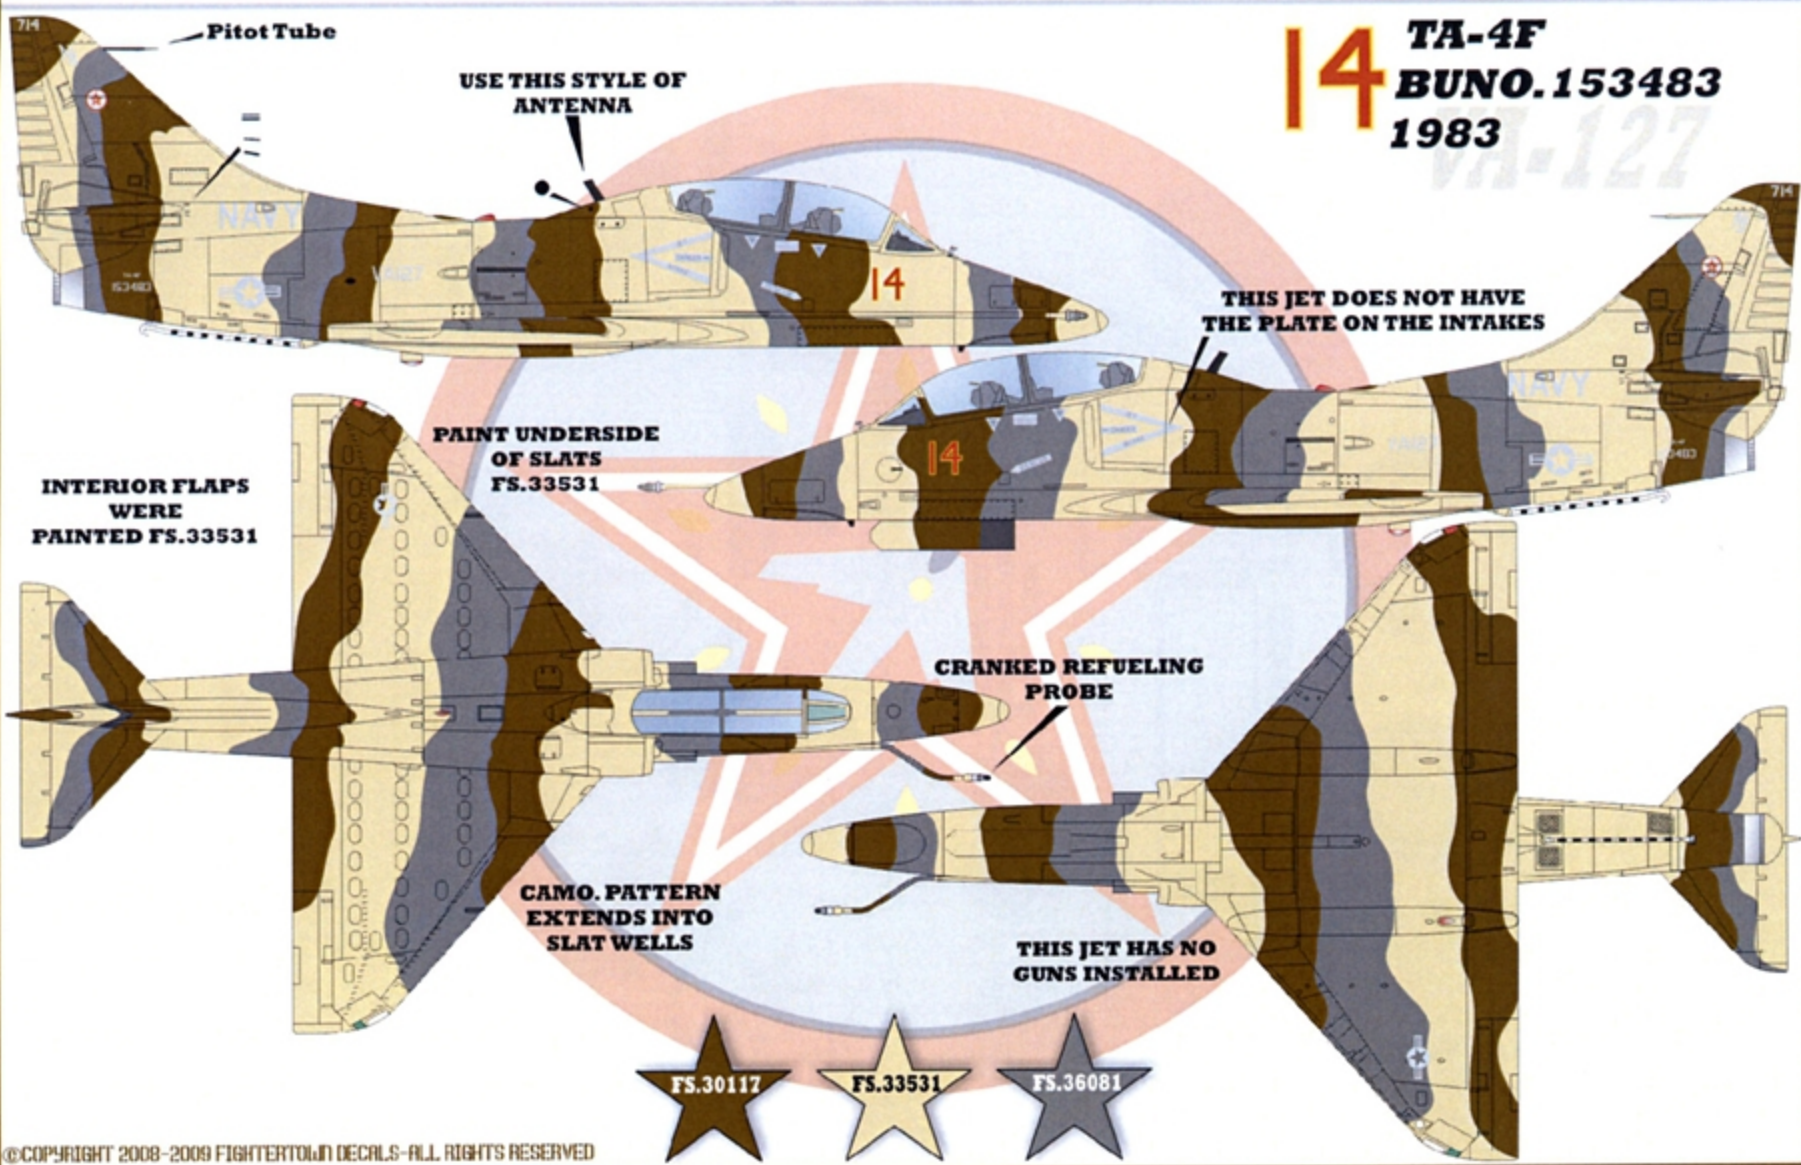 714
Pitot Tube
USE THIS STYLE OF
ANTENNA
14
TA-4F
BUNO.153483
1983
VA-127
714
NAVY
14
153483
THIS JET DOES NOT HAVE
THE PLATE ON THE INTAKES
NAVY
14
PAINT UNDERSIDE
OF SLATS
FS.33531
INTERIOR FLAPS
WERE
PAINTED FS.33531
CRANKED REFUELING
PROBE
CAMO. PATTERN
EXTENDS INTO
SLAT WELLS
THIS JET HAS NO
GUNS INSTALLED
FS.30117
FS.33531
FS.36081
©COPYRIGHT 2008-2009 FIGHTERTOWN DECALS-ALL RIGHTS RESERVED